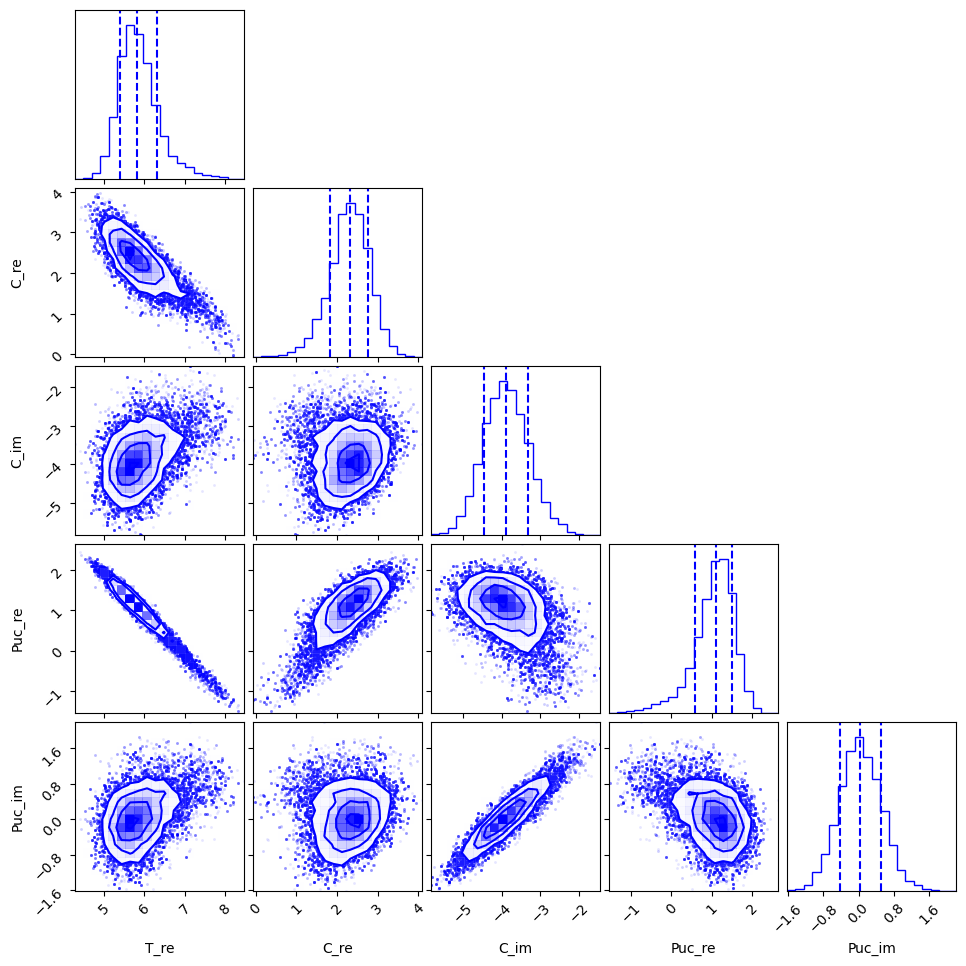 4
3
2
1
0
C_re
−2
−3
−4
−5
C_im
2
1
0
−1
Puc_re
1.6
0.8
0.0
−0.8
−1.6
Puc_im
5 6 7 8
0 1 2 3 4
−5 −4 −3 −2
−1 0 1 2
−1.6 −0.8 0.0 0.8 1.6
T_re C_re C_im Puc_re Puc_im